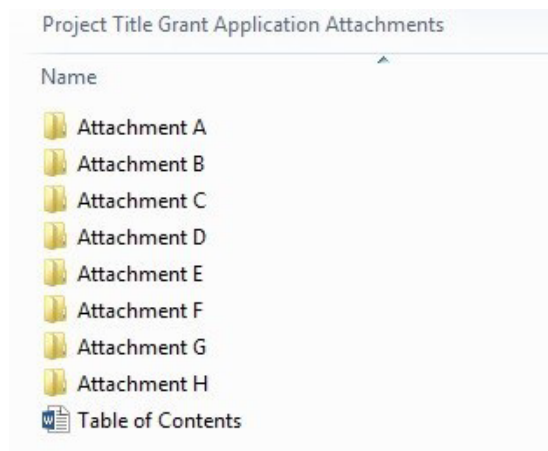 Project Title Grant Application Attachments
Name
Attachment A
Attachment B
Attachment C
Attachment D
Attachment E
Attachment F
Attachment G
Attachment H
Table of Contents